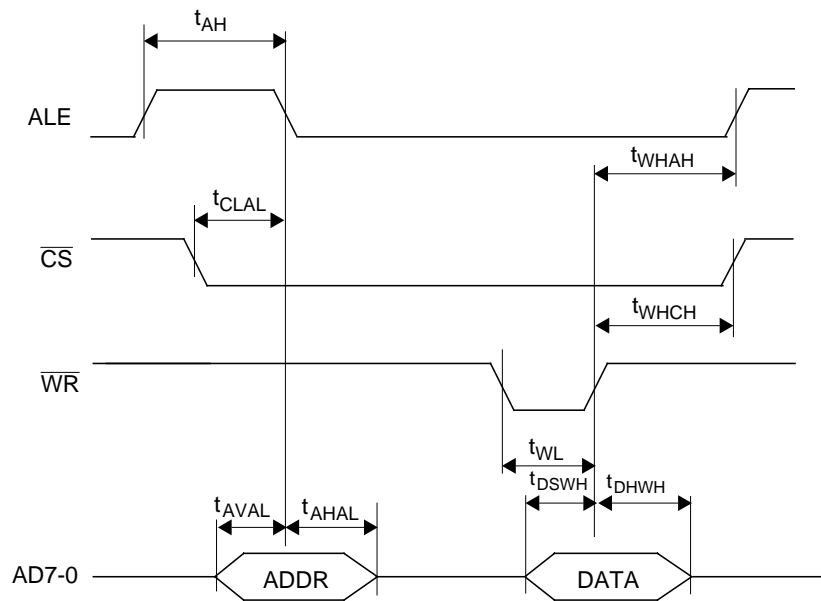 tAH
ALE
tWHAH
tCLAL
CS
tWHCH
WR
tWL
tDSWH tDHWH
tAVAL tAHAL
AD7-0 ADDR DATA